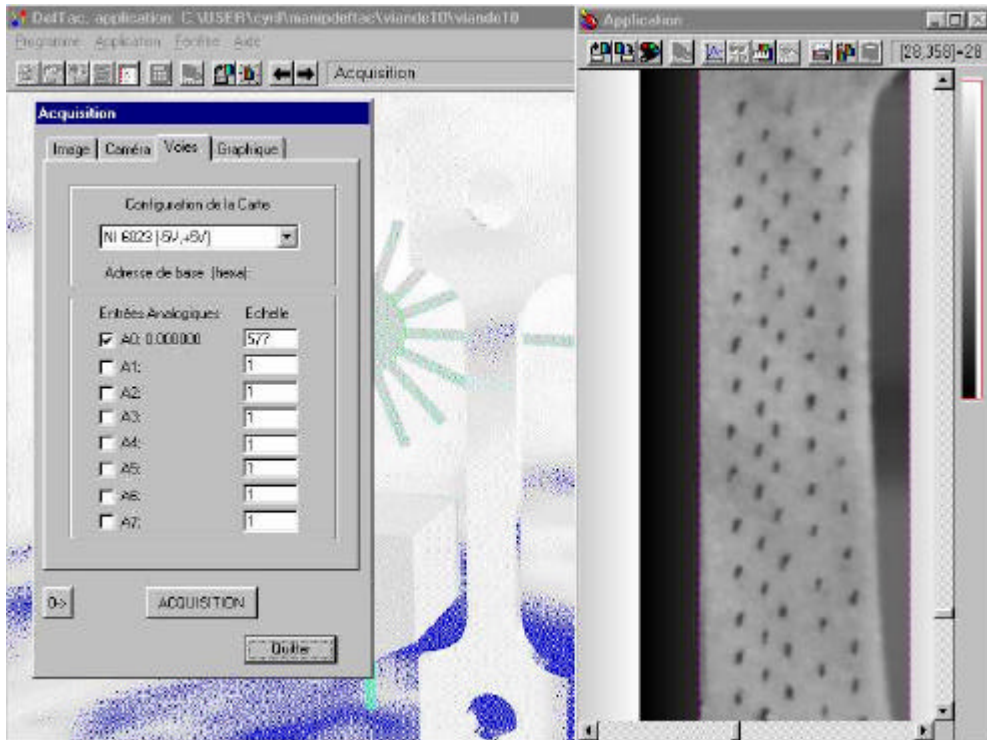 DefTac, application: C:\USER\cyril\manipdeftac\viande10\viande10
Programme Application Fenêtre Aide
Acquisition
Acquisition
Image Caméra Voies Graphique
Configuration de la Carte
NI 6023 [-5V,+5V]
Adresse de base (hexa):
Entrées Analogiques Echelle
A0: 0.000000 577
A1: 1
A2: 1
A3: 1
A4: 1
A5: 1
A6: 1
A7: 1
0->
ACQUISITION
Quitter
Application
[28,358]=28